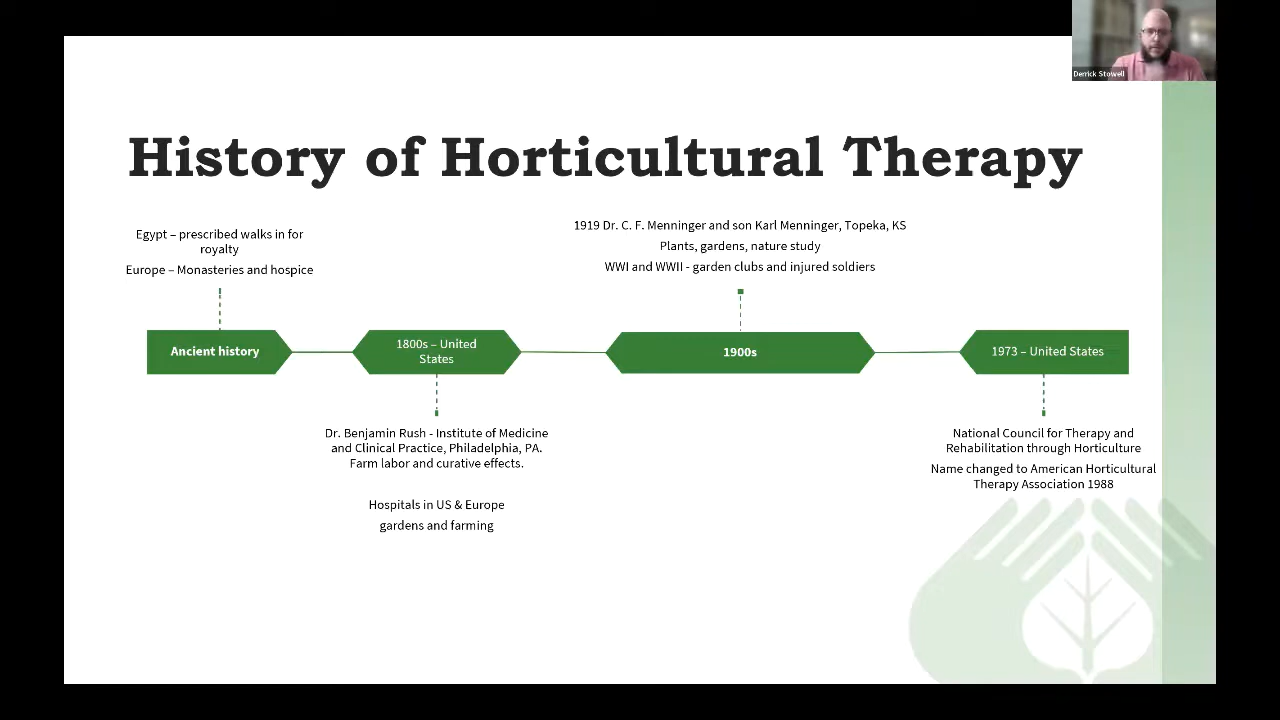 Derrick Stowell
History of Horticultural Therapy
Egypt – prescribed walks in for
royalty
Europe – Monasteries and hospice
1919 Dr. C. F. Menninger and son Karl Menninger, Topeka, KS
Plants, gardens, nature study
WWI and WWII - garden clubs and injured soldiers
Ancient history
1800s – United
States
1900s
1973 – United States
Dr. Benjamin Rush - Institute of Medicine
and Clinical Practice, Philadelphia, PA.
Farm labor and curative effects.
Hospitals in US & Europe
gardens and farming
National Council for Therapy and
Rehabilitation through Horticulture
Name changed to American Horticultural
Therapy Association 1988